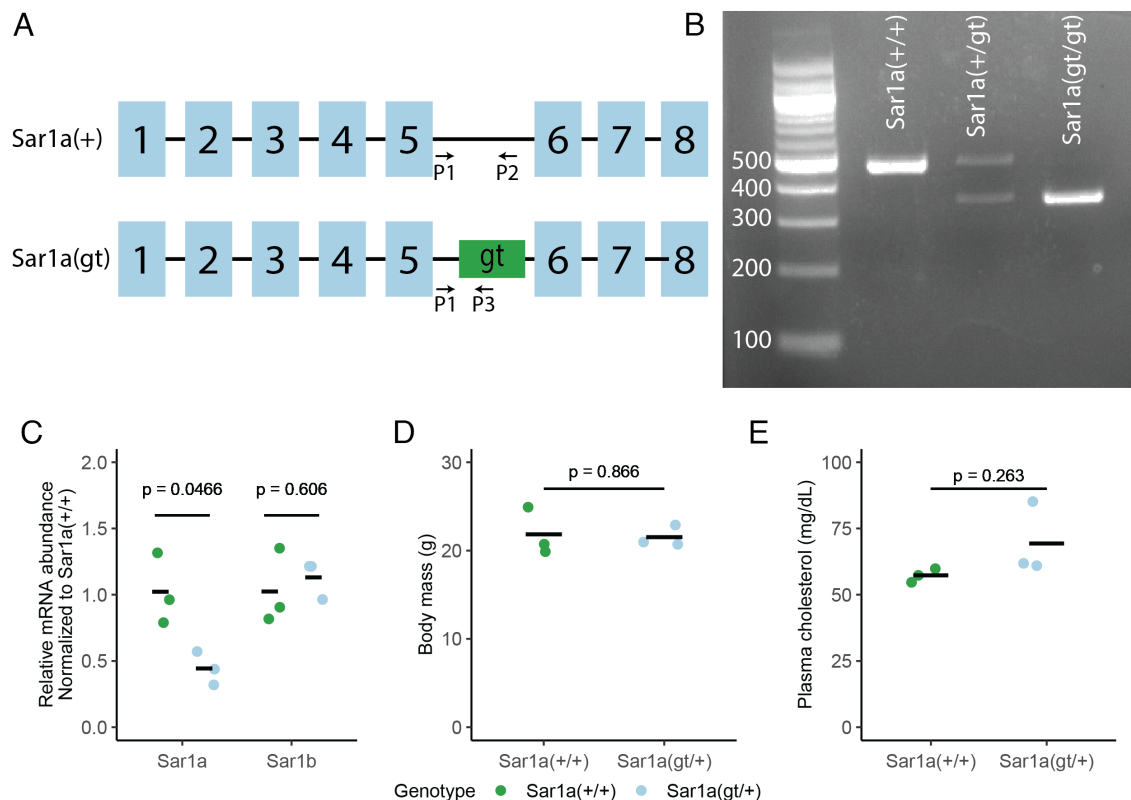 A
Sar1a(+)
1 2 3 4 5 6 7 8
P1 P2
Sar1a(gt)
1 2 3 4 5 gt 6 7 8
P1 P3
B
Sar1a(+/+)
Sar1a(+/gt)
Sar1a(gt/gt)
500
400
300
200
100
C
Relative mRNA abundance
Normalized to Sar1a(+/+)
2.0
1.5
1.0
0.5
0.0
p = 0.0466
p = 0.606
Sar1a
Sar1b
D
Body mass (g)
30
20
10
0
p = 0.866
Sar1a(+/+)
Sar1a(gt/+)
E
Plasma cholesterol (mg/dL)
100
75
50
25
0
p = 0.263
Sar1a(+/+)
Sar1a(gt/+)
Genotype Sar1a(+/+) Sar1a(gt/+)